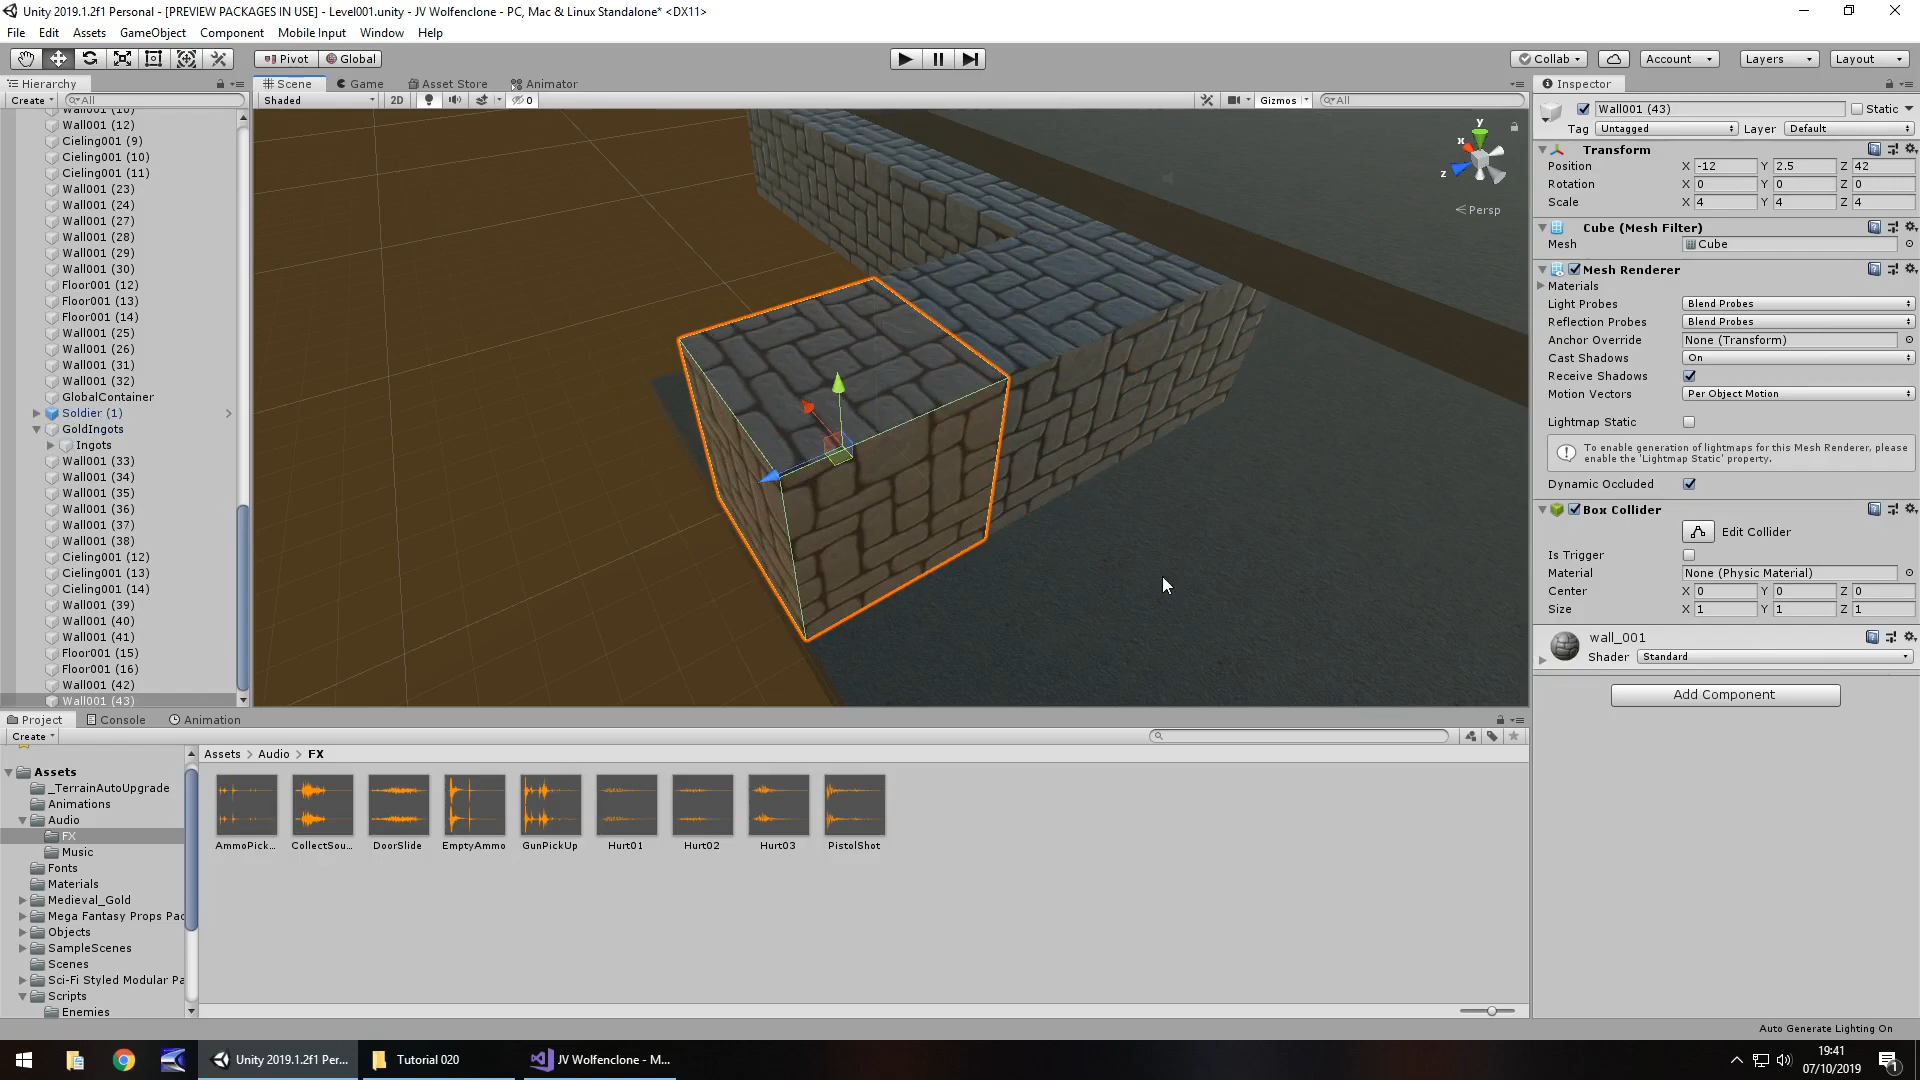 Unity 2019.1.2f1 Personal - [PREVIEW PACKAGES IN USE] - Level001.unity - JV Wolfenclone - PC, Mac & Linux Standalone* <DX11>
File Edit Assets GameObject Component Mobile Input Window Help
Pivot Global Collab Account Layers Layout
Hierarchy Scene Game Asset Store Animator Inspector
Create All Shaded 2D 0 Gizmos All
Wall001 (43) Static
Tag Untagged Layer Default
Wall001 (10)
Wall001 (12)
Cieling001 (9)
Cieling001 (10)
Cieling001 (11)
Wall001 (23)
Wall001 (24)
Wall001 (27)
Wall001 (28)
Wall001 (29)
Wall001 (30)
Floor001 (12)
Floor001 (13)
Floor001 (14)
Wall001 (25)
Wall001 (26)
Wall001 (31)
Wall001 (32)
GlobalContainer
Soldier (1)
GoldIngots
Ingots
Wall001 (33)
Wall001 (34)
Wall001 (35)
Wall001 (36)
Wall001 (37)
Wall001 (38)
Cieling001 (12)
Cieling001 (13)
Cieling001 (14)
Wall001 (39)
Wall001 (40)
Wall001 (41)
Floor001 (15)
Floor001 (16)
Wall001 (42)
Wall001 (43)
y
x
z
Persp
Transform
Position X -12 Y 2.5 Z 42
Rotation X 0 Y 0 Z 0
Scale X 4 Y 4 Z 4
Cube (Mesh Filter)
Mesh Cube
Mesh Renderer
Materials
Light Probes Blend Probes
Reflection Probes Blend Probes
Anchor Override None (Transform)
Cast Shadows On
Receive Shadows
Motion Vectors Per Object Motion
Lightmap Static
To enable generation of lightmaps for this Mesh Renderer, please
enable the 'Lightmap Static' property.
Dynamic Occluded
Box Collider
Edit Collider
Is Trigger
Material None (Physic Material)
Center X 0 Y 0 Z 0
Size X 1 Y 1 Z 1
wall_001
Shader Standard
Add Component
Project Console Animation
Create
Assets
_TerrainAutoUpgrade
Animations
Audio
FX
Music
Fonts
Materials
Medieval_Gold
Mega Fantasy Props Pac
Objects
SampleScenes
Scenes
Sci-Fi Styled Modular Pa
Scripts
Enemies
Assets > Audio > FX
AmmoPick... CollectSou... DoorSlide EmptyAmmo GunPickUp Hurt01 Hurt02 Hurt03 PistolShot
Auto Generate Lighting On
Unity 2019.1.2f1 Per... Tutorial 020 JV Wolfenclone - M...
19:41
07/10/2019
1